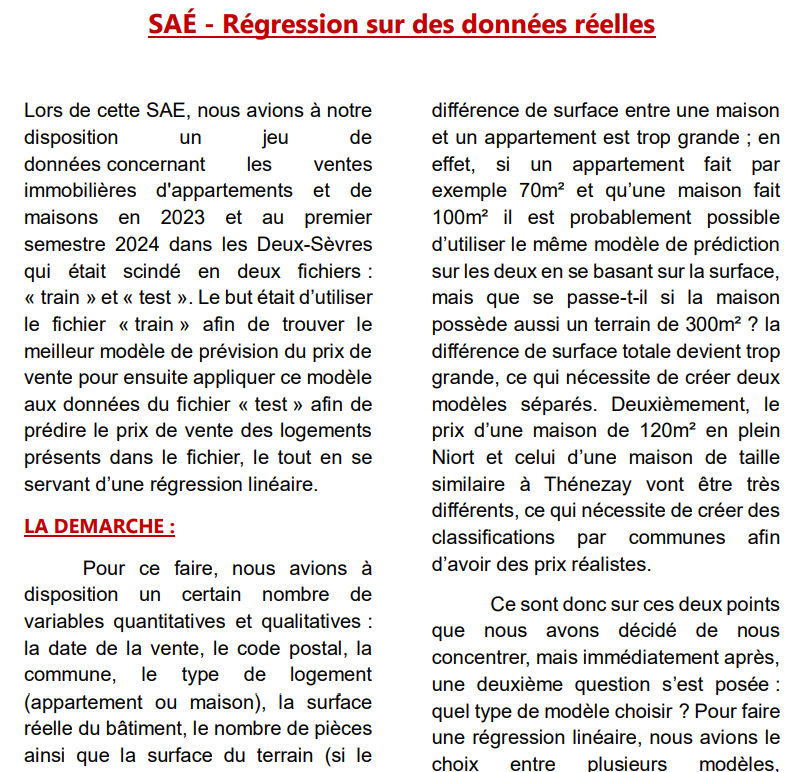 SAÉ - Régression sur des données réelles
Lors de cette SAE, nous avions à notre
disposition un jeu de
données concernant les ventes
immobilières d'appartements et de
maisons en 2023 et au premier
semestre 2024 dans les Deux-Sèvres
qui était scindé en deux fichiers :
« train » et « test ». Le but était d’utiliser
le fichier « train » afin de trouver le
meilleur modèle de prévision du prix de
vente pour ensuite appliquer ce modèle
aux données du fichier « test » afin de
prédire le prix de vente des logements
présents dans le fichier, le tout en se
servant d’une régression linéaire.
LA DEMARCHE :
Pour ce faire, nous avions à
disposition un certain nombre de
variables quantitatives et qualitatives :
la date de la vente, le code postal, la
commune, le type de logement
(appartement ou maison), la surface
réelle du bâtiment, le nombre de pièces
ainsi que la surface du terrain (si le
différence de surface entre une maison
et un appartement est trop grande ; en
effet, si un appartement fait par
exemple 70m² et qu’une maison fait
100m² il est probablement possible
d’utiliser le même modèle de prédiction
sur les deux en se basant sur la surface,
mais que se passe-t-il si la maison
possède aussi un terrain de 300m² ? la
différence de surface totale devient trop
grande, ce qui nécessite de créer deux
modèles séparés. Deuxièmement, le
prix d’une maison de 120m² en plein
Niort et celui d’une maison de taille
similaire à Thénezay vont être très
différents, ce qui nécessite de créer des
classifications par communes afin
d’avoir des prix réalistes.
Ce sont donc sur ces deux points
que nous avons décidé de nous
concentrer, mais immédiatement après,
une deuxième question s’est posée :
quel type de modèle choisir ? Pour faire
une régression linéaire, nous avions le
choix entre plusieurs modèles,